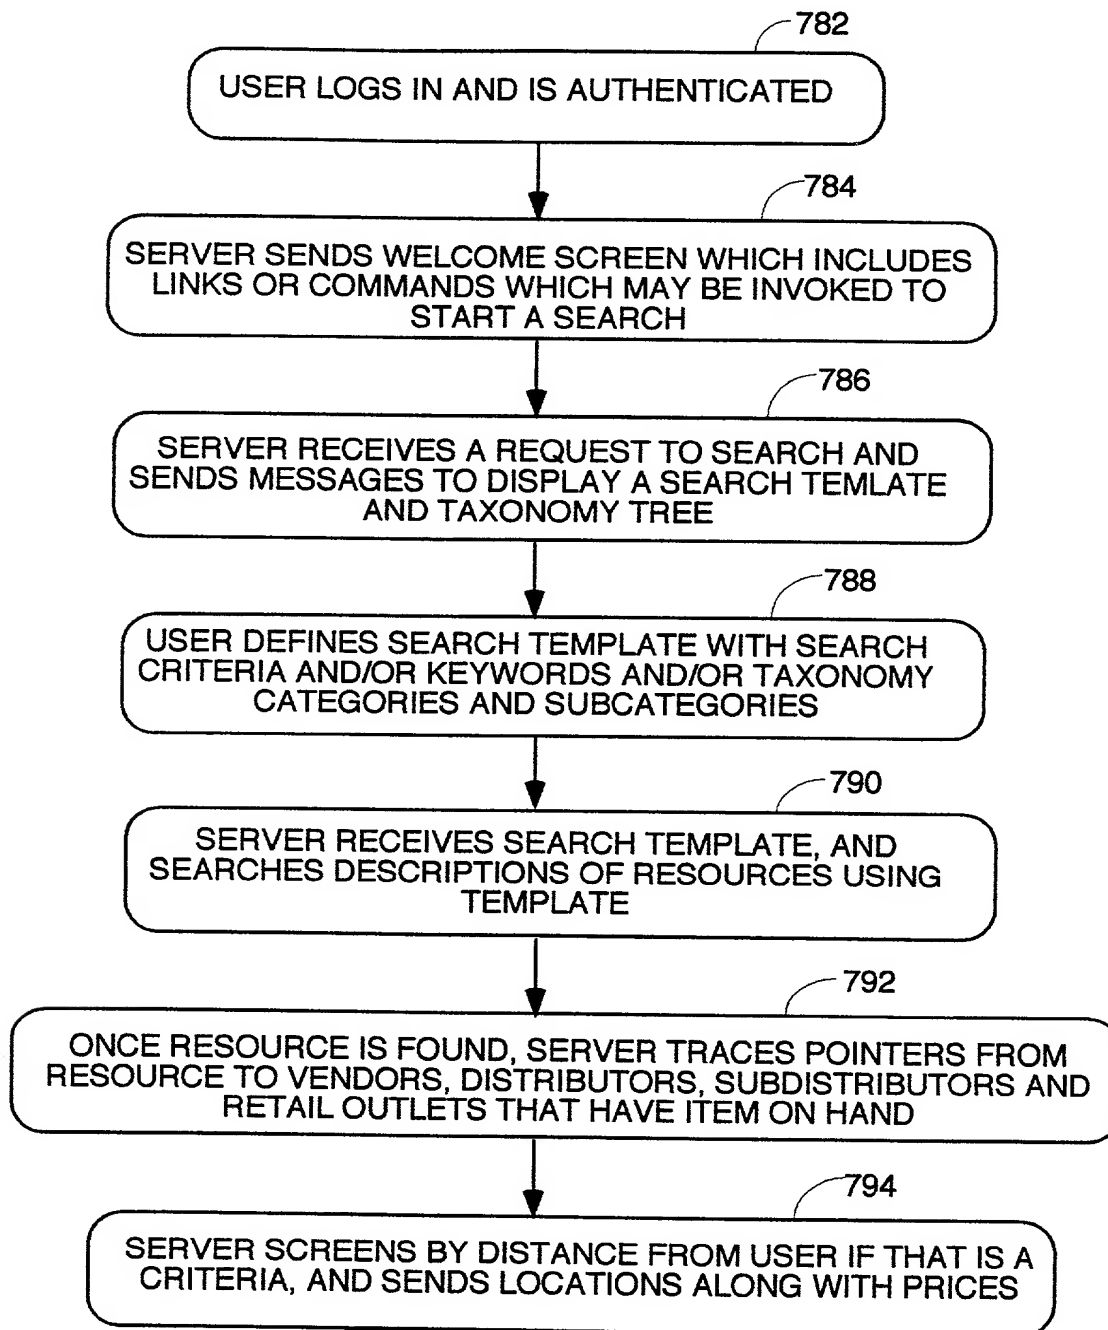 782
USER LOGS IN AND IS AUTHENTICATED
784
SERVER SENDS WELCOME SCREEN WHICH INCLUDES
LINKS OR COMMANDS WHICH MAY BE INVOKED TO
START A SEARCH
786
SERVER RECEIVES A REQUEST TO SEARCH AND
SENDS MESSAGES TO DISPLAY A SEARCH TEMLATE
AND TAXONOMY TREE
788
USER DEFINES SEARCH TEMPLATE WITH SEARCH
CRITERIA AND/OR KEYWORDS AND/OR TAXONOMY
CATEGORIES AND SUBCATEGORIES
790
SERVER RECEIVES SEARCH TEMPLATE, AND
SEARCHES DESCRIPTIONS OF RESOURCES USING
TEMPLATE
792
ONCE RESOURCE IS FOUND, SERVER TRACES POINTERS FROM
RESOURCE TO VENDORS, DISTRIBUTORS, SUBDISTRIBUTORS AND
RETAIL OUTLETS THAT HAVE ITEM ON HAND
794
SERVER SCREENS BY DISTANCE FROM USER IF THAT IS A
CRITERIA, AND SENDS LOCATIONS ALONG WITH PRICES